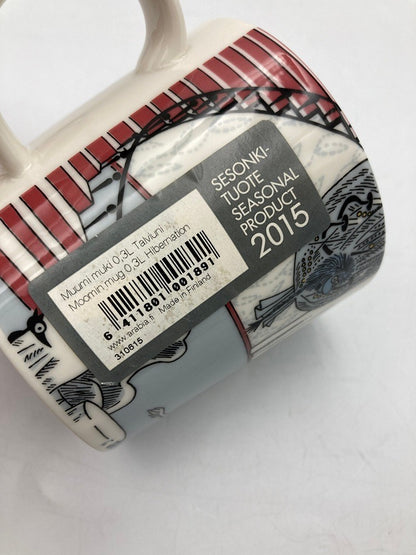 SESONKI-
TUOTE
SEASONAL
PRODUCT
2015
Muumi muki 0,3L Talviuni
Moomin mug 0,3L Hibernation
6 411801 001891
www.arabia.fi Made in Finland
310615